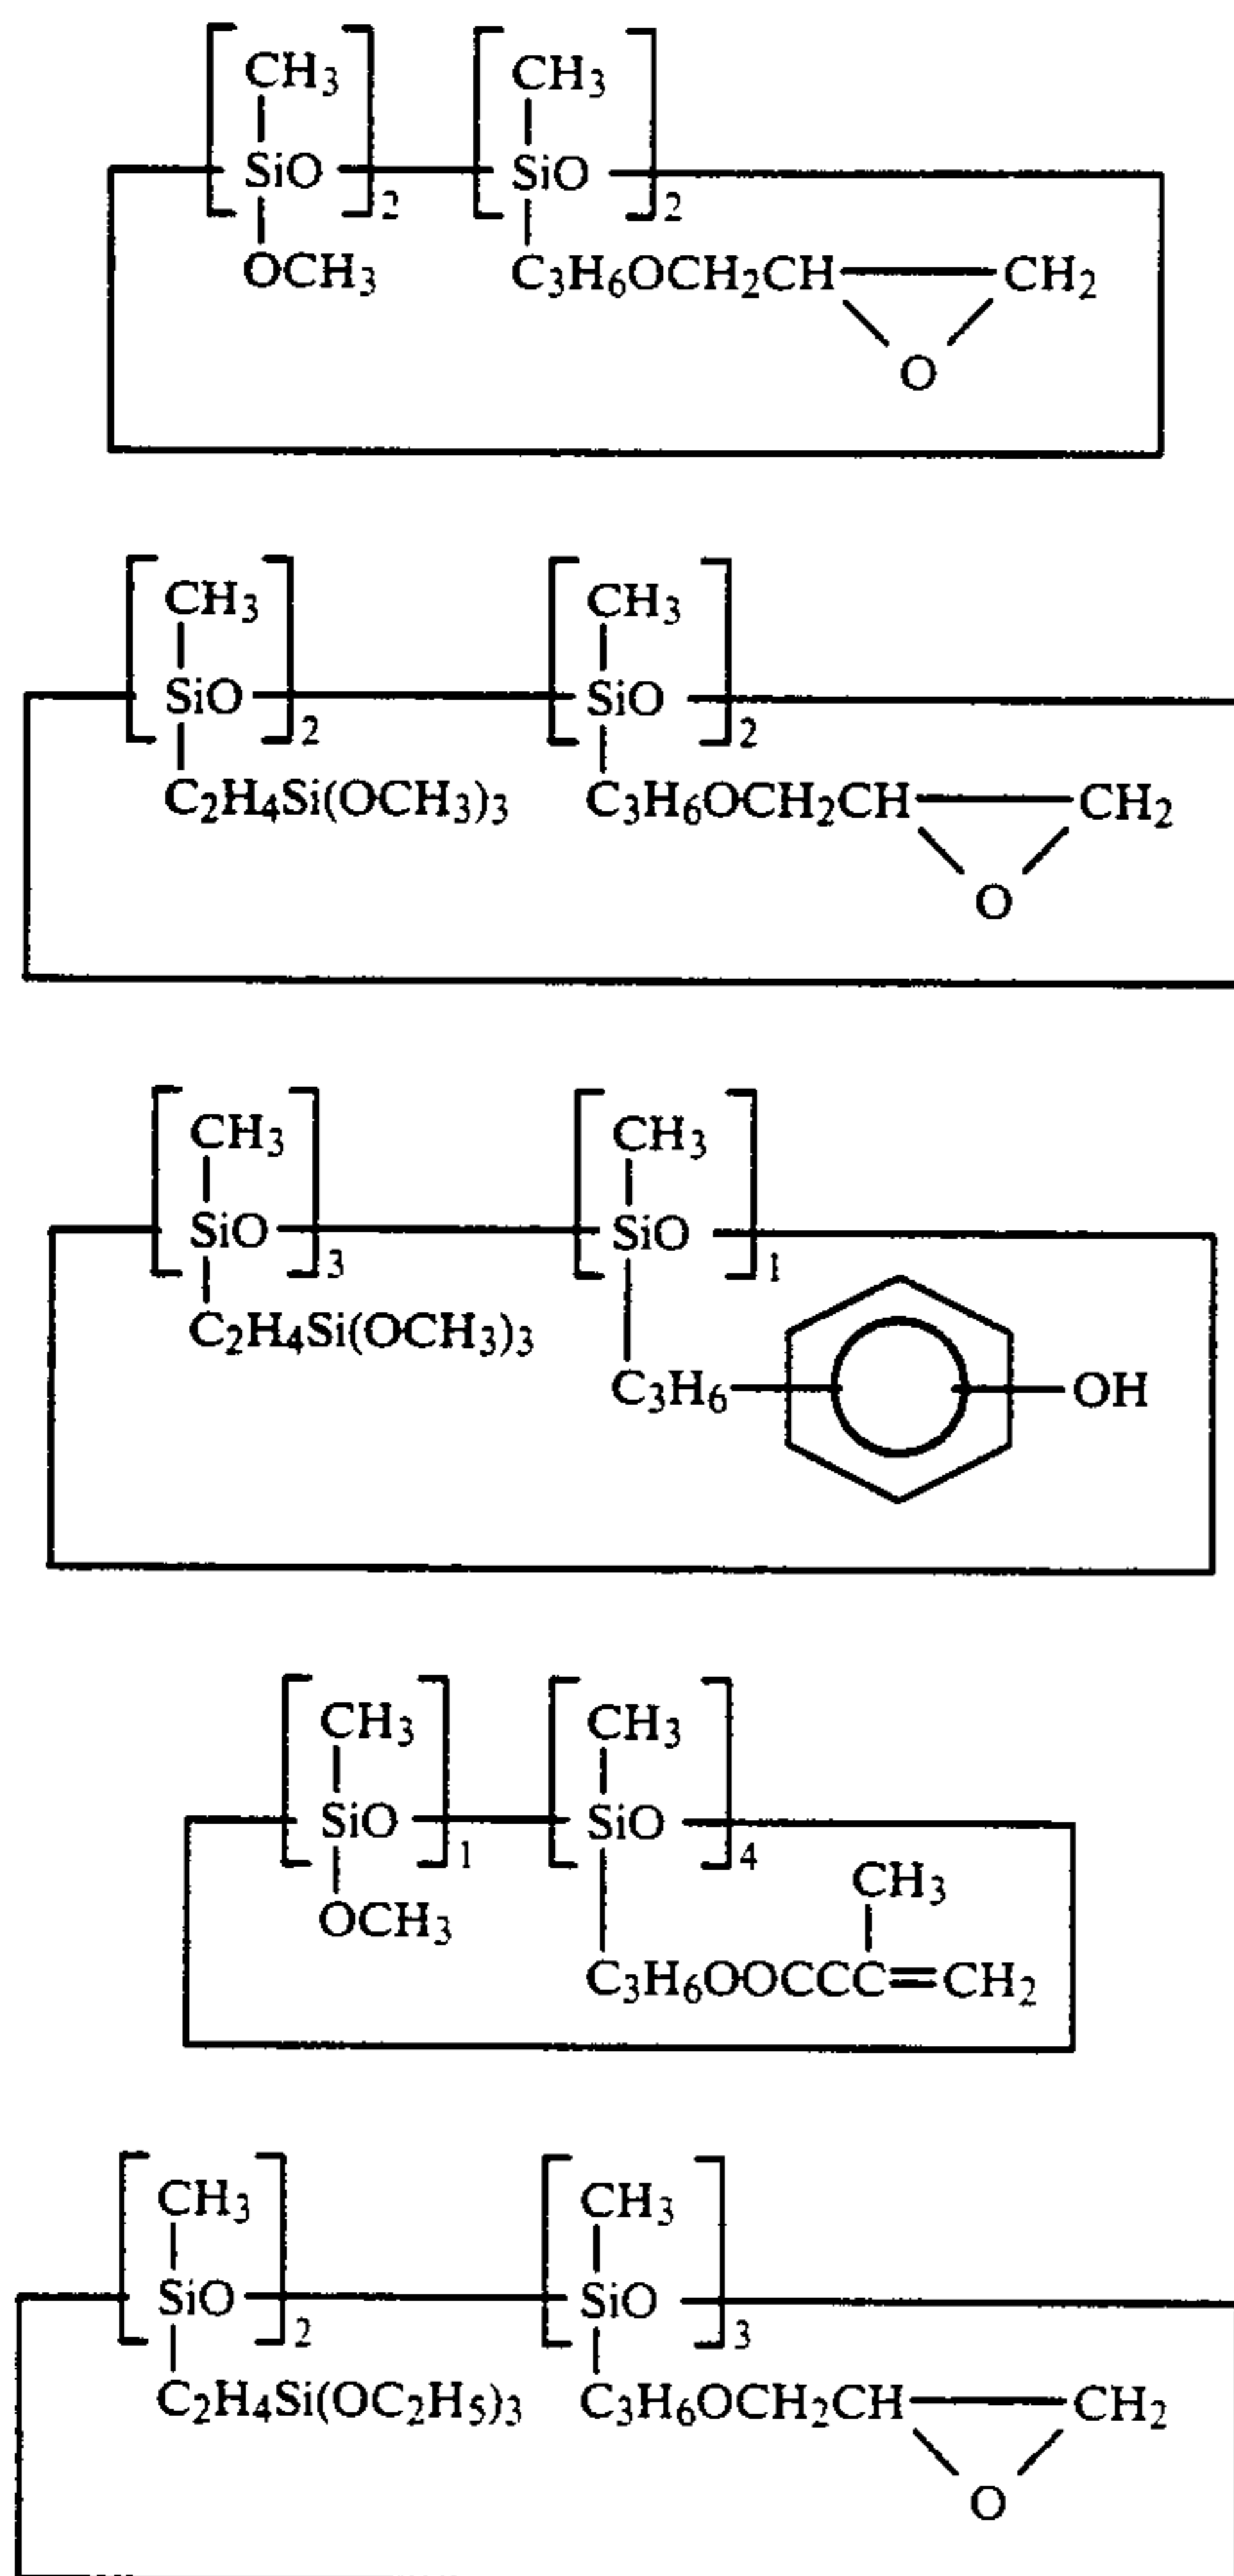 CH3 CH3
SiO SiO
2 2
OCH3 C3H6OCH2CH CH2
O
CH3 CH3
SiO SiO
2 2
C2H4Si(OCH3)3 C3H6OCH2CH CH2
O
CH3 CH3
SiO SiO
3 1
C2H4Si(OCH3)3
C3H6 OH
CH3 CH3
SiO SiO
1 4
CH3
OCH3
C3H6OOCCC=CH2
CH3 CH3
SiO SiO
2 3
C2H4Si(OC2H5)3 C3H6OCH2CH CH2
O